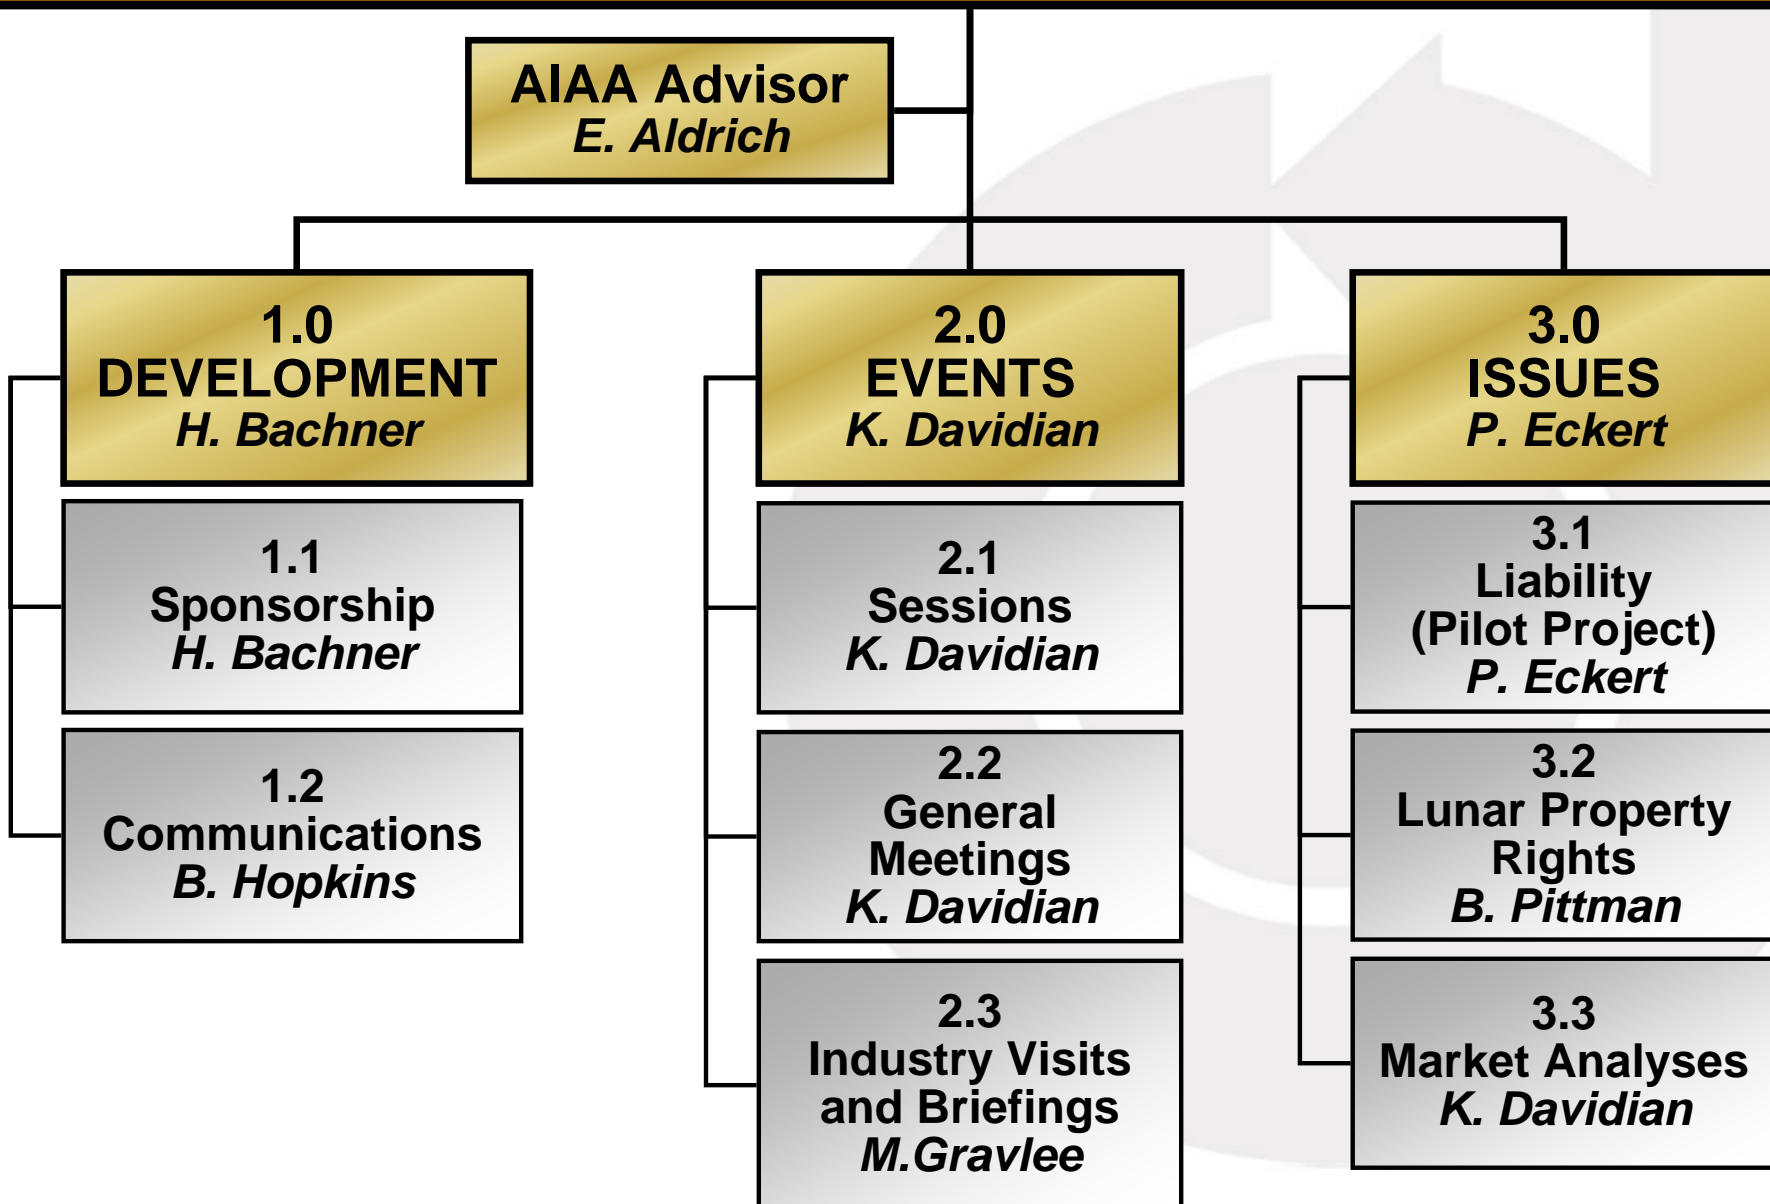 AIAA Advisor
E. Aldrich
1.0
DEVELOPMENT
H. Bachner
1.1
Sponsorship
H. Bachner
1.2
Communications
B. Hopkins
2.0
EVENTS
K. Davidian
2.1
Sessions
K. Davidian
2.2
General
Meetings
K. Davidian
2.3
Industry Visits
and Briefings
M.Gravlee
3.0
ISSUES
P. Eckert
3.1
Liability
(Pilot Project)
P. Eckert
3.2
Lunar Property
Rights
B. Pittman
3.3
Market Analyses
K. Davidian